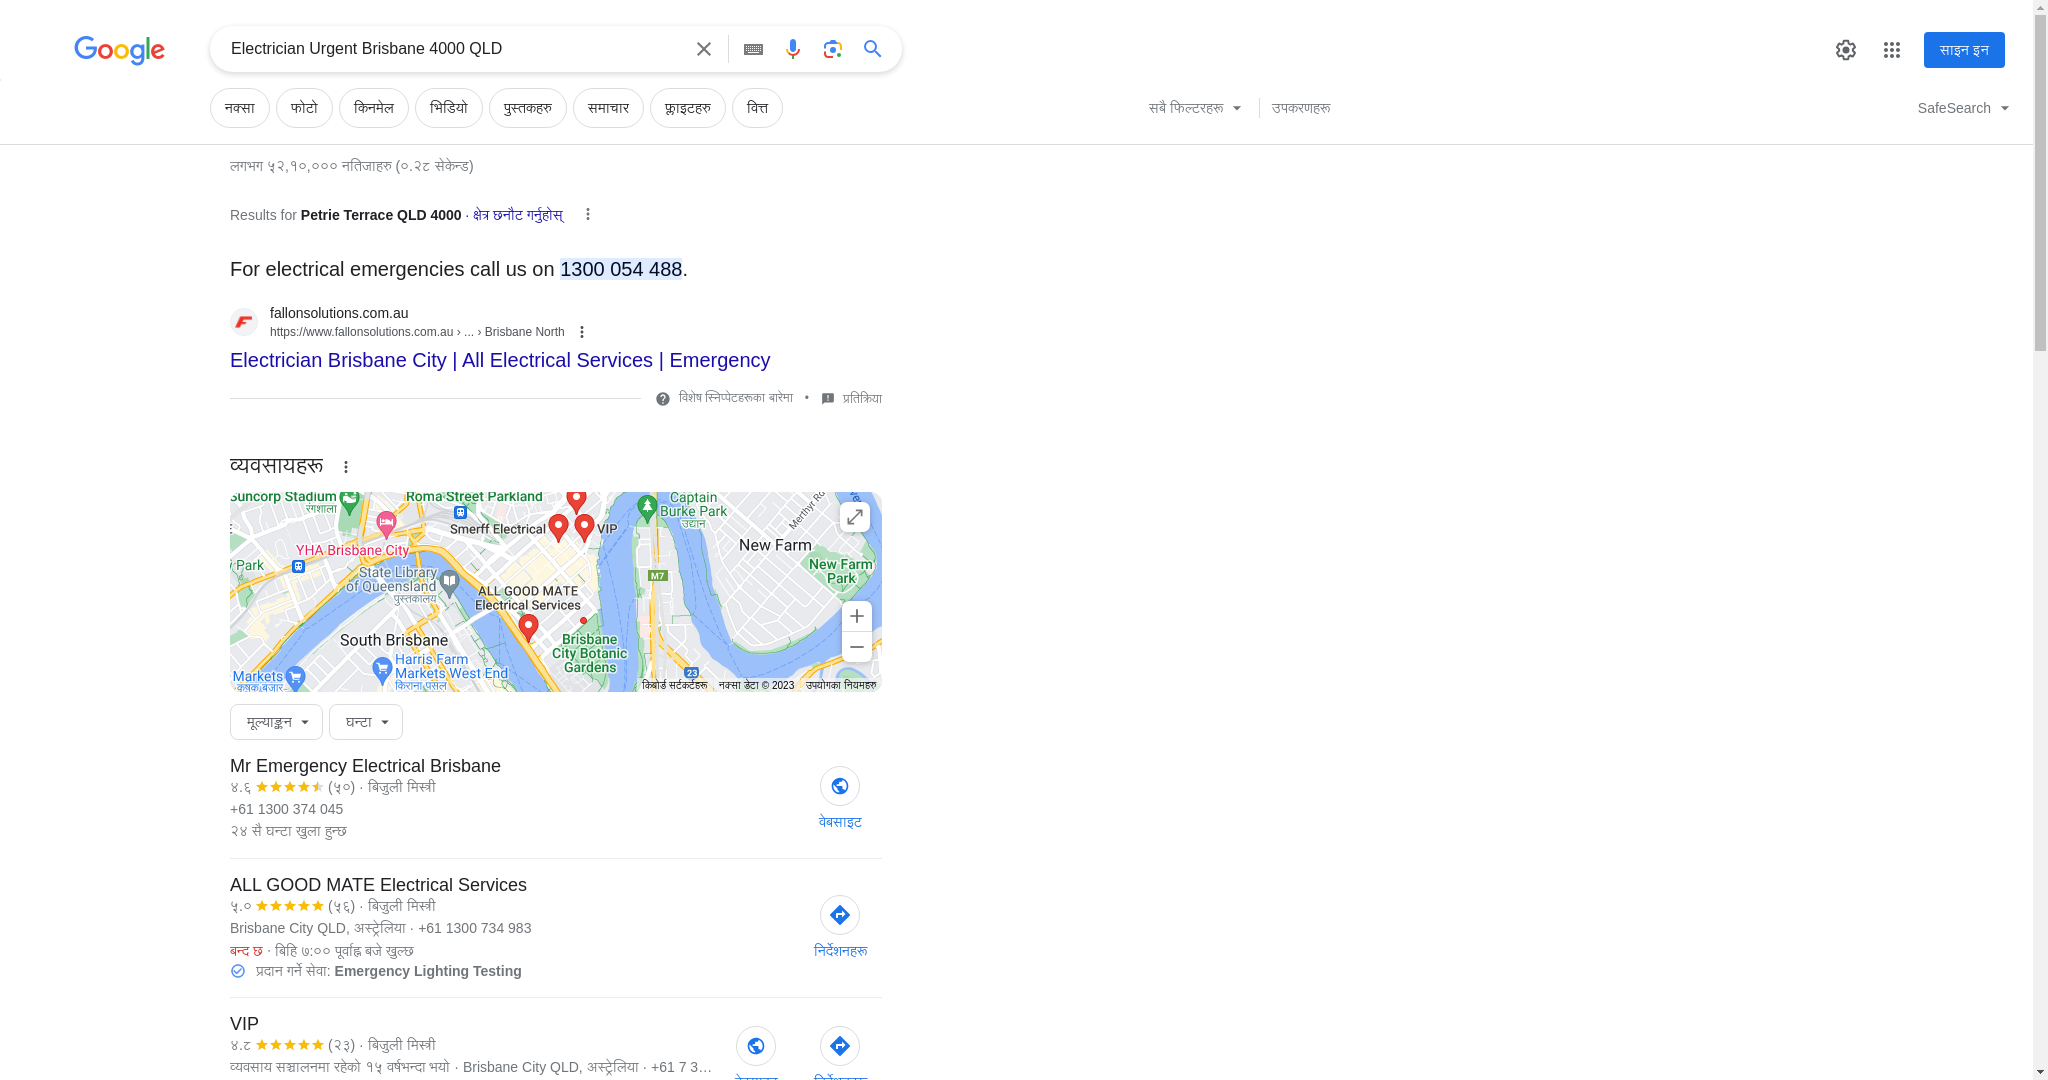 Google
Electrician Urgent Brisbane 4000 QLD
साइन इन
नक्सा
फोटो
किनमेल
भिडियो
पुस्तकहरु
समाचार
फ्लाइटहरु
वित्त
सबै फिल्टरहरू
उपकरणहरू
SafeSearch
लगभग ५२,१०,००० नतिजाहरु (०.२८ सेकेन्ड)
Results for Petrie Terrace QLD 4000 · क्षेत्र छनौट गर्नुहोस्
For electrical emergencies call us on 1300 054 488.
fallonsolutions.com.au
https://www.fallonsolutions.com.au › ... › Brisbane North
Electrician Brisbane City | All Electrical Services | Emergency
विशेष स्निप्पेटहरूका बारेमा • प्रतिक्रिया
व्यवसायहरू
Suncorp Stadium
रंगशाला
Roma Street Parkland
Captain
Burke Park
उद्यान
Merthyr Rd
Smerff Electrical
VIP
YHA Brisbane City
New Farm
Park
State Library
of Queensland
पुस्तकालय
M7
New Farm
Park
ALL GOOD MATE
Electrical Services
South Brisbane
Brisbane
City Botanic
Gardens
Harris Farm
Markets West End
किराना पसल
Markets
कृषक बजार
23
किबोर्ड सर्टकटहरू
नक्सा डेटा © 2023
उपयोगका नियमहरु
मूल्याङ्कन
घन्टा
Mr Emergency Electrical Brisbane
४.६ (५०) · बिजुली मिस्त्री
+61 1300 374 045
२४ सै घन्टा खुला हुन्छ
वेबसाइट
ALL GOOD MATE Electrical Services
५.० (५६) · बिजुली मिस्त्री
Brisbane City QLD, अस्ट्रेलिया · +61 1300 734 983
बन्द छ · बिहि ७:०० पूर्वाह्न बजे खुल्छ
प्रदान गर्ने सेवा: Emergency Lighting Testing
निर्देशनहरू
VIP
४.८ (२३) · बिजुली मिस्त्री
व्यवसाय सञ्चालनमा रहेको १५ वर्षभन्दा भयो · Brisbane City QLD, अस्ट्रेलिया · +61 7 3…